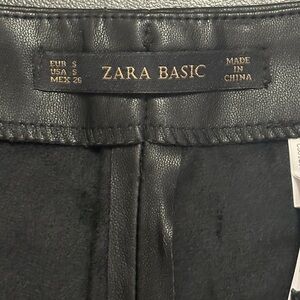 EUR S
USA S
MEX 26
ZARA BASIC
MADE
IN
CHINA